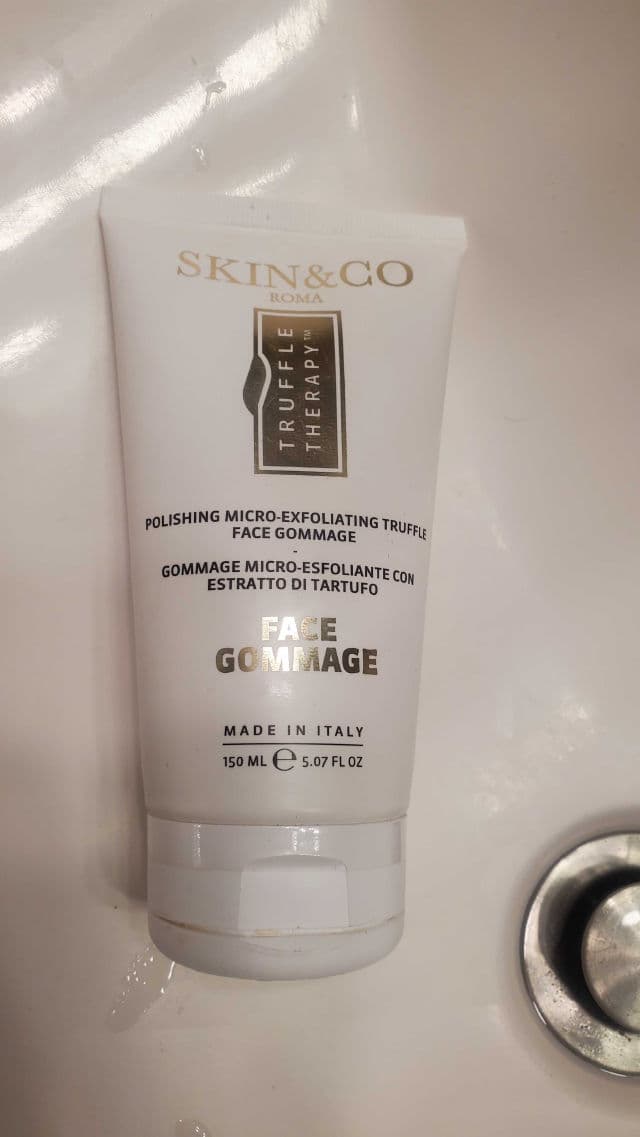 SKIN&CO
ROMA
TRUFFLE
THERAPY™
POLISHING MICRO-EXFOLIATING TRUFFLE
FACE GOMMAGE
-
GOMMAGE MICRO-ESFOLIANTE CON
ESTRATTO DI TARTUFO
FACE
GOMMAGE
MADE IN ITALY
150 ML ℮ 5.07 FL OZ